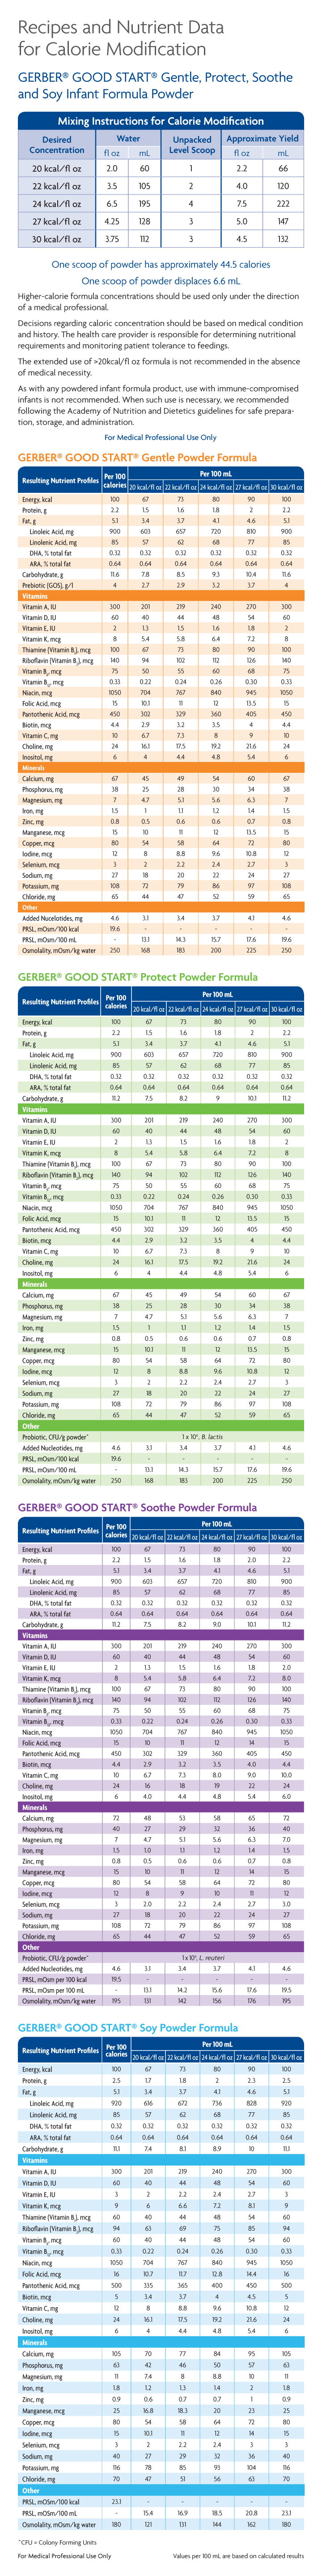 Recipes and Nutrient Data
for Calorie Modification
GERBER® GOOD START® Gentle, Protect, Soothe
and Soy Infant Formula Powder
Mixing Instructions for Calorie Modification
Desired Concentration Water Unpacked Level Scoop Approximate Yield
fl oz mL fl oz mL
20 kcal/fl oz 2.0 60 1 2.2 66
22 kcal/fl oz 3.5 105 2 4.0 120
24 kcal/fl oz 6.5 195 4 7.5 222
27 kcal/fl oz 4.25 128 3 5.0 147
30 kcal/fl oz 3.75 112 3 4.5 132
One scoop of powder has approximately 44.5 calories
One scoop of powder displaces 6.6 mL
Higher-calorie formula concentrations should be used only under the direction
of a medical professional.
Decisions regarding caloric concentration should be based on medical condition
and history. The health care provider is responsible for determining nutritional
requirements and monitoring patient tolerance to feedings.
The extended use of >20kcal/fl oz formula is not recommended in the absence
of medical necessity.
As with any powdered infant formula product, use with immune-compromised
infants is not recommended. When such use is necessary, we recommended
following the Academy of Nutrition and Dietetics guidelines for safe prepara-
tion, storage, and administration.
For Medical Professional Use Only
GERBER® GOOD START® Gentle Powder Formula
Resulting Nutrient Profiles Per 100 calories Per 100 mL
20 kcal/fl oz 22 kcal/fl oz 24 kcal/fl oz 27 kcal/fl oz 30 kcal/fl oz
Energy, kcal 100 67 73 80 90 100
Protein, g 2.2 1.5 1.6 1.8 2 2.2
Fat, g 5.1 3.4 3.7 4.1 4.6 5.1
Linoleic Acid, mg 900 603 657 720 810 900
Linolenic Acid, mg 85 57 62 68 77 85
DHA, % total fat 0.32 0.32 0.32 0.32 0.32 0.32
ARA, % total fat 0.64 0.64 0.64 0.64 0.64 0.64
Carbohydrate, g 11.6 7.8 8.5 9.3 10.4 11.6
Prebiotic (GOS), g/l 4 2.7 2.9 3.2 3.7 4
Vitamins
Vitamin A, IU 300 201 219 240 270 300
Vitamin D, IU 60 40 44 48 54 60
Vitamin E, IU 2 1.3 1.5 1.6 1.8 2
Vitamin K, mcg 8 5.4 5.8 6.4 7.2 8
Thiamine (Vitamin B1), mcg 100 67 73 80 90 100
Riboflavin (Vitamin B2), mcg 140 94 102 112 126 140
Vitamin B6, mcg 75 50 55 60 68 75
Vitamin B12, mcg 0.33 0.22 0.24 0.26 0.30 0.33
Niacin, mcg 1050 704 767 840 945 1050
Folic Acid, mcg 15 10.1 11 12 13.5 15
Pantothenic Acid, mcg 450 302 329 360 405 450
Biotin, mcg 4.4 2.9 3.2 3.5 4 4.4
Vitamin C, mg 10 6.7 7.3 8 9 10
Choline, mg 24 16.1 17.5 19.2 21.6 24
Inositol, mg 6 4 4.4 4.8 5.4 6
Minerals
Calcium, mg 67 45 49 54 60 67
Phosphorus, mg 38 25 28 30 34 38
Magnesium, mg 7 4.7 5.1 5.6 6.3 7
Iron, mg 1.5 1 1.1 1.2 1.4 1.5
Zinc, mg 0.8 0.5 0.6 0.6 0.7 0.8
Manganese, mcg 15 10 11 12 13.5 15
Copper, mcg 80 54 58 64 72 80
Iodine, mcg 12 8 8.8 9.6 10.8 12
Selenium, mcg 3 2 2.2 2.4 2.7 3
Sodium, mg 27 18 20 22 24 27
Potassium, mg 108 72 79 86 97 108
Chloride, mg 65 44 47 52 59 65
Other
Added Nucelotides, mg 4.6 3.1 3.4 3.7 4.1 4.6
PRSL, mOsm/100 kcal 19.6 - - - - -
PRSL, mOsm/100 mL - 13.1 14.3 15.7 17.6 19.6
Osmolality, mOsm/kg water 250 168 183 200 225 250
GERBER® GOOD START® Protect Powder Formula
Resulting Nutrient Profiles Per 100 calories Per 100 mL
20 kcal/fl oz 22 kcal/fl oz 24 kcal/fl oz 27 kcal/fl oz 30 kcal/fl oz
Energy, kcal 100 67 73 80 90 100
Protein, g 2.2 1.5 1.6 1.8 2 2.2
Fat, g 5.1 3.4 3.7 4.1 4.6 5.1
Linoleic Acid, mg 900 603 657 720 810 900
Linolenic Acid, mg 85 57 62 68 77 85
DHA, % total fat 0.32 0.32 0.32 0.32 0.32 0.32
ARA, % total fat 0.64 0.64 0.64 0.64 0.64 0.64
Carbohydrate, g 11.2 7.5 8.2 9 10.1 11.2
Vitamins
Vitamin A, IU 300 201 219 240 270 300
Vitamin D, IU 60 40 44 48 54 60
Vitamin E, IU 2 1.3 1.5 1.6 1.8 2
Vitamin K, mcg 8 5.4 5.8 6.4 7.2 8
Thiamine (Vitamin B1), mcg 100 67 73 80 90 100
Riboflavin (Vitamin B2), mcg 140 94 102 112 126 140
Vitamin B6, mcg 75 50 55 60 68 75
Vitamin B12, mcg 0.33 0.22 0.24 0.26 0.30 0.33
Niacin, mcg 1050 704 767 840 945 1050
Folic Acid, mcg 15 10.1 11 12 13.5 15
Pantothenic Acid, mcg 450 302 329 360 405 450
Biotin, mcg 4.4 2.9 3.2 3.5 4 4.4
Vitamin C, mg 10 6.7 7.3 8 9 10
Choline, mg 24 16.1 17.5 19.2 21.6 24
Inositol, mg 6 4 4.4 4.8 5.4 6
Minerals
Calcium, mg 67 45 49 54 60 67
Phosphorus, mg 38 25 28 30 34 38
Magnesium, mg 7 4.7 5.1 5.6 6.3 7
Iron, mg 1.5 1 1.1 1.2 1.4 1.5
Zinc, mg 0.8 0.5 0.6 0.6 0.7 0.8
Manganese, mcg 15 10.1 11 12 13.5 15
Copper, mcg 80 54 58 64 72 80
Iodine, mcg 12 8 8.8 9.6 10.8 12
Selenium, mcg 3 2 2.2 2.4 2.7 3
Sodium, mg 27 18 20 22 24 27
Potassium, mg 108 72 79 86 97 108
Chloride, mg 65 44 47 52 59 65
Other
Probiotic, CFU/g powder* 1 x 10⁶, B. lactis
Added Nucleotides, mg 4.6 3.1 3.4 3.7 4.1 4.6
PRSL, mOsm/100 kcal 19.6 - - - - -
PRSL, mOsm/100 mL - 13.1 14.3 15.7 17.6 19.6
Osmolality, mOsm/kg water 250 168 183 200 225 250
GERBER® GOOD START® Soothe Powder Formula
Resulting Nutrient Profiles Per 100 calories Per 100 mL
20 kcal/fl oz 22 kcal/fl oz 24 kcal/fl oz 27 kcal/fl oz 30 kcal/fl oz
Energy, kcal 100 67 73 80 90 100
Protein, g 2.2 1.5 1.6 1.8 2.0 2.2
Fat, g 5.1 3.4 3.7 4.1 4.6 5.1
Linoleic Acid, mg 900 603 657 720 810 900
Linolenic Acid, mg 85 57 62 68 77 85
DHA, % total fat 0.32 0.32 0.32 0.32 0.32 0.32
ARA, % total fat 0.64 0.64 0.64 0.64 0.64 0.64
Carbohydrate, g 11.2 7.5 8.2 9.0 10.1 11.2
Vitamins
Vitamin A, IU 300 201 219 240 270 300
Vitamin D, IU 60 40 44 48 54 60
Vitamin E, IU 2 1.3 1.5 1.6 1.8 2.0
Vitamin K, mcg 8 5.4 5.8 6.4 7.2 8.0
Thiamine (Vitamin B1), mcg 100 67 73 80 90 100
Riboflavin (Vitamin B2), mcg 140 94 102 112 126 140
Vitamin B6, mcg 75 50 55 60 68 75
Vitamin B12, mcg 0.33 0.22 0.24 0.26 0.30 0.33
Niacin, mcg 1050 704 767 840 945 1050
Folic Acid, mcg 15 10 11 12 14 15
Pantothenic Acid, mcg 450 302 329 360 405 450
Biotin, mcg 4.4 2.9 3.2 3.5 4.0 4.4
Vitamin C, mg 10 6.7 7.3 8.0 9.0 10.0
Choline, mg 24 16 18 19 22 24
Inositol, mg 6 4.0 4.4 4.8 5.4 6.0
Minerals
Calcium, mg 72 48 53 58 65 72
Phosphorus, mg 40 27 29 32 36 40
Magnesium, mg 7 4.7 5.1 5.6 6.3 7.0
Iron, mg 1.5 1.0 1.1 1.2 1.4 1.5
Zinc, mg 0.8 0.5 0.6 0.6 0.7 0.8
Manganese, mcg 15 10 11 12 14 15
Copper, mcg 80 54 58 64 72 80
Iodine, mcg 12 8 9 10 11 12
Selenium, mcg 3 2.0 2.2 2.4 2.7 3.0
Sodium, mg 27 18 20 22 24 27
Potassium, mg 108 72 79 86 97 108
Chloride, mg 65 44 47 52 59 65
Other
Probiotic, CFU/g powder* L. reuteri
Added Nucleotides, mg 4.6 3.1 3.4 3.7 4.1 4.6
PRSL, mOsm per 100 kcal 19.5 - - - - -
PRSL, mOsm per 100 mL - 13.1 14.2 15.6 17.6 19.5
Osmolality, mOsm/kg water 195 131 142 156 176 195
GERBER® GOOD START® Soy Powder Formula
Resulting Nutrient Profiles Per 100 calories Per 100 mL
20 kcal/fl oz 22 kcal/fl oz 24 kcal/fl oz 27 kcal/fl oz 30 kcal/fl oz
Energy, kcal 100 67 73 80 90 100
Protein, g 2.5 1.7 1.8 2 2.3 2.5
Fat, g 5.1 3.4 3.7 4.1 4.6 5.1
Linoleic Acid, mg 920 616 672 736 828 920
Linolenic Acid, mg 85 57 62 68 77 85
DHA, % total fat 0.32 0.32 0.32 0.32 0.32 0.32
ARA, % total fat 0.64 0.64 0.64 0.64 0.64 0.64
Carbohydrate, g 11.1 7.4 8.1 8.9 10 11.1
Vitamins
Vitamin A, IU 300 201 219 240 270 300
Vitamin D, IU 60 40 44 48 54 60
Vitamin E, IU 3 2 2.2 2.4 2.7 3
Vitamin K, mcg 9 6 6.6 7.2 8.1 9
Thiamine (Vitamin B1), mcg 60 40 44 48 54 60
Riboflavin (Vitamin B2), mcg 94 63 69 75 85 94
Vitamin B6, mcg 60 40 44 48 54 60
Vitamin B12, mcg 0.33 0.22 0.24 0.26 0.30 0.33
Niacin, mcg 1050 704 767 840 945 1050
Folic Acid, mcg 16 10.7 11.7 12.8 14.4 16
Pantothenic Acid, mcg 500 335 365 400 450 500
Biotin, mcg 5 3.4 3.7 4 4.5 5
Vitamin C, mg 12 8 8.8 9.6 10.8 12
Choline, mg 24 16.1 17.5 19.2 21.6 24
Inositol, mg 6 4 4.4 4.8 5.4 6
Minerals
Calcium, mg 105 70 77 84 95 105
Phosphorus, mg 63 42 46 50 57 63
Magnesium, mg 11 7.4 8 8.8 10 11
Iron, mg 1.8 1.2 1.3 1.4 2 1.8
Zinc, mg 0.9 0.6 0.7 0.7 1 0.9
Manganese, mcg 25 16.8 18.3 20 23 25
Copper, mcg 80 54 58 64 72 80
Iodine, mcg 15 10.1 11 12 14 15
Selenium, mcg 3 2 2.2 2.4 3 3
Sodium, mg 40 27 29 32 36 40
Potassium, mg 116 78 85 93 104 116
Chloride, mg 70 47 51 56 63 70
Other
PRSL, mOSm/100 kcal 23.1 - - - - -
PRSL, mOSm/100 mL - 15.4 16.9 18.5 20.8 23.1
Osmolality, mOsm/kg water 180 121 131 144 162 180
*CFU = Colony Forming Units
For Medical Professional Use Only Values per 100 mL are based on calculated results